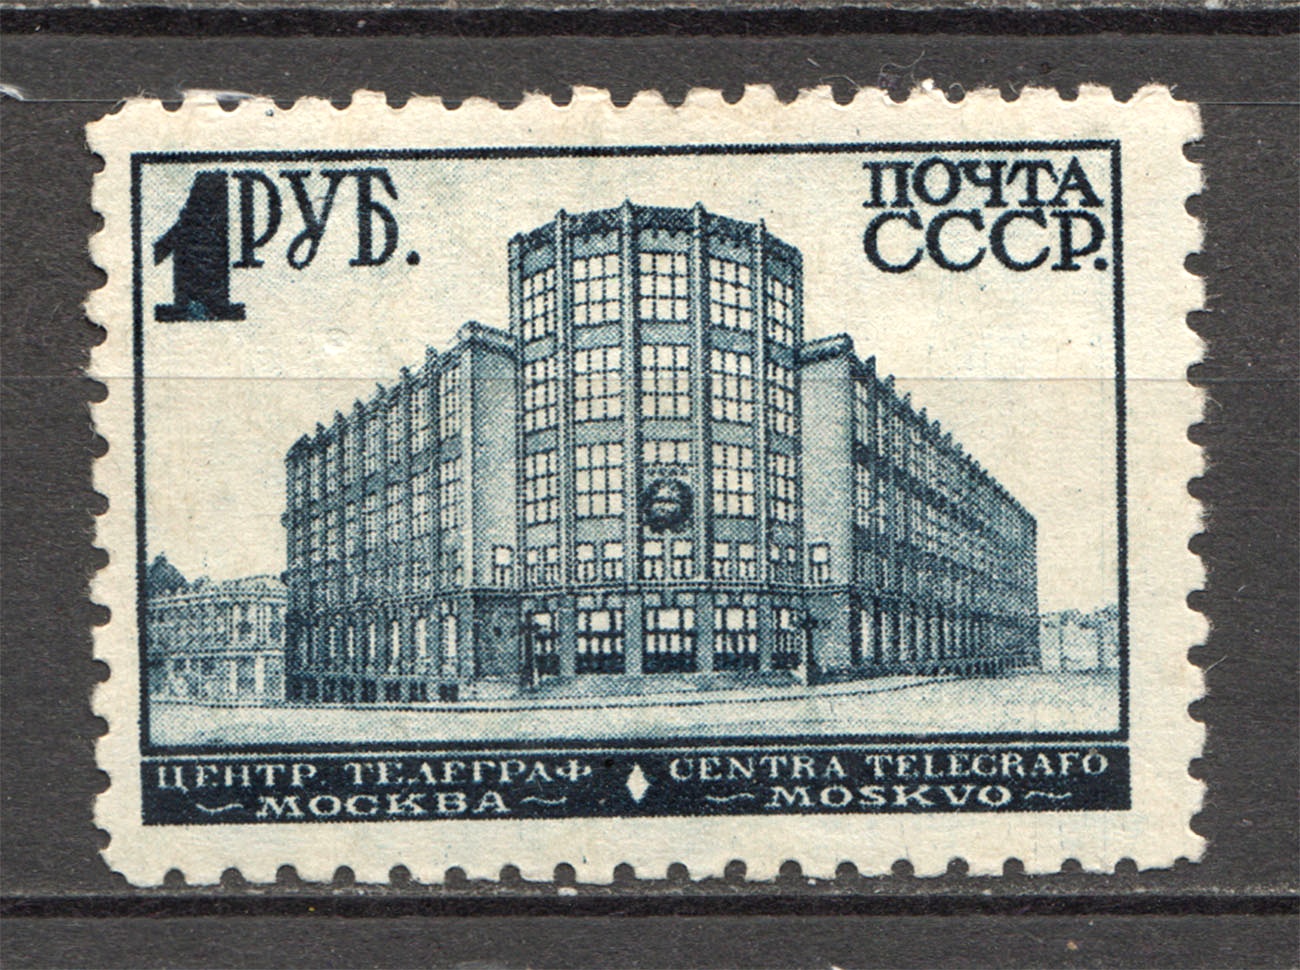 1 РУБ.
ПОЧТА
СССР.
ЦЕНТР. ТЕЛЕГРАФ
МОСКВА
CENTRA TELEGRAFO
MOSKVO